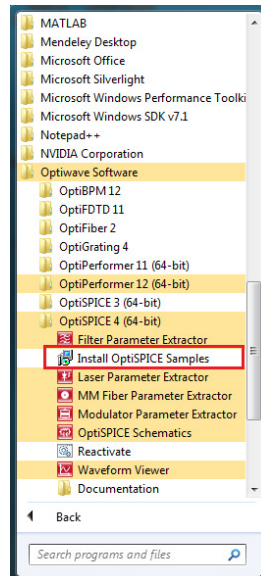 MATLAB
Mendeley Desktop
Microsoft Office
Microsoft Silverlight
Microsoft Windows Performance Toolki
Microsoft Windows SDK v7.1
Notepad++
NVIDIA Corporation
Optiwave Software
OptiBPM 12
OptiFDTD 11
OptiFiber 2
OptiGrating 4
OptiPerformer 11 (64-bit)
OptiPerformer 12 (64-bit)
OptiSPICE 3 (64-bit)
OptiSPICE 4 (64-bit)
Filter Parameter Extractor
Install OptiSPICE Samples
Laser Parameter Extractor
MM Fiber Parameter Extractor
Modulator Parameter Extractor
OptiSPICE Schematics
Reactivate
Waveform Viewer
Documentation
Back
Search programs and files